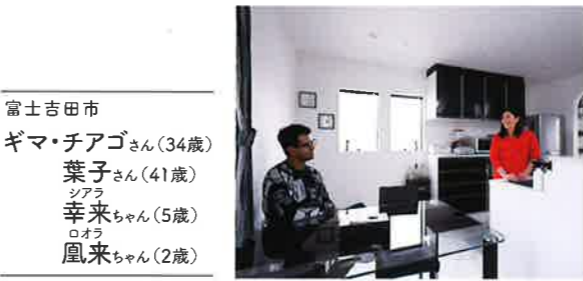 富士吉田市
ギマ・チアゴさん（34歳）
葉子さん（41歳）
シアラ
幸来ちゃん（5歳）
ロオラ
凰来ちゃん（2歳）